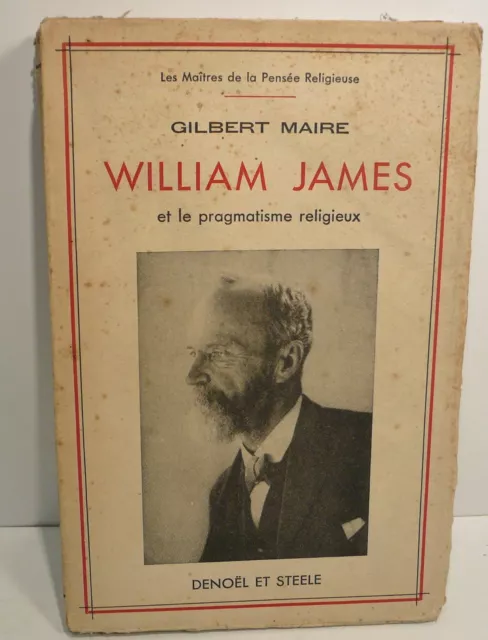 Les Maîtres de la Pensée Religieuse
GILBERT MAIRE
WILLIAM JAMES
et le pragmatisme religieux
DENOËL ET STEELE